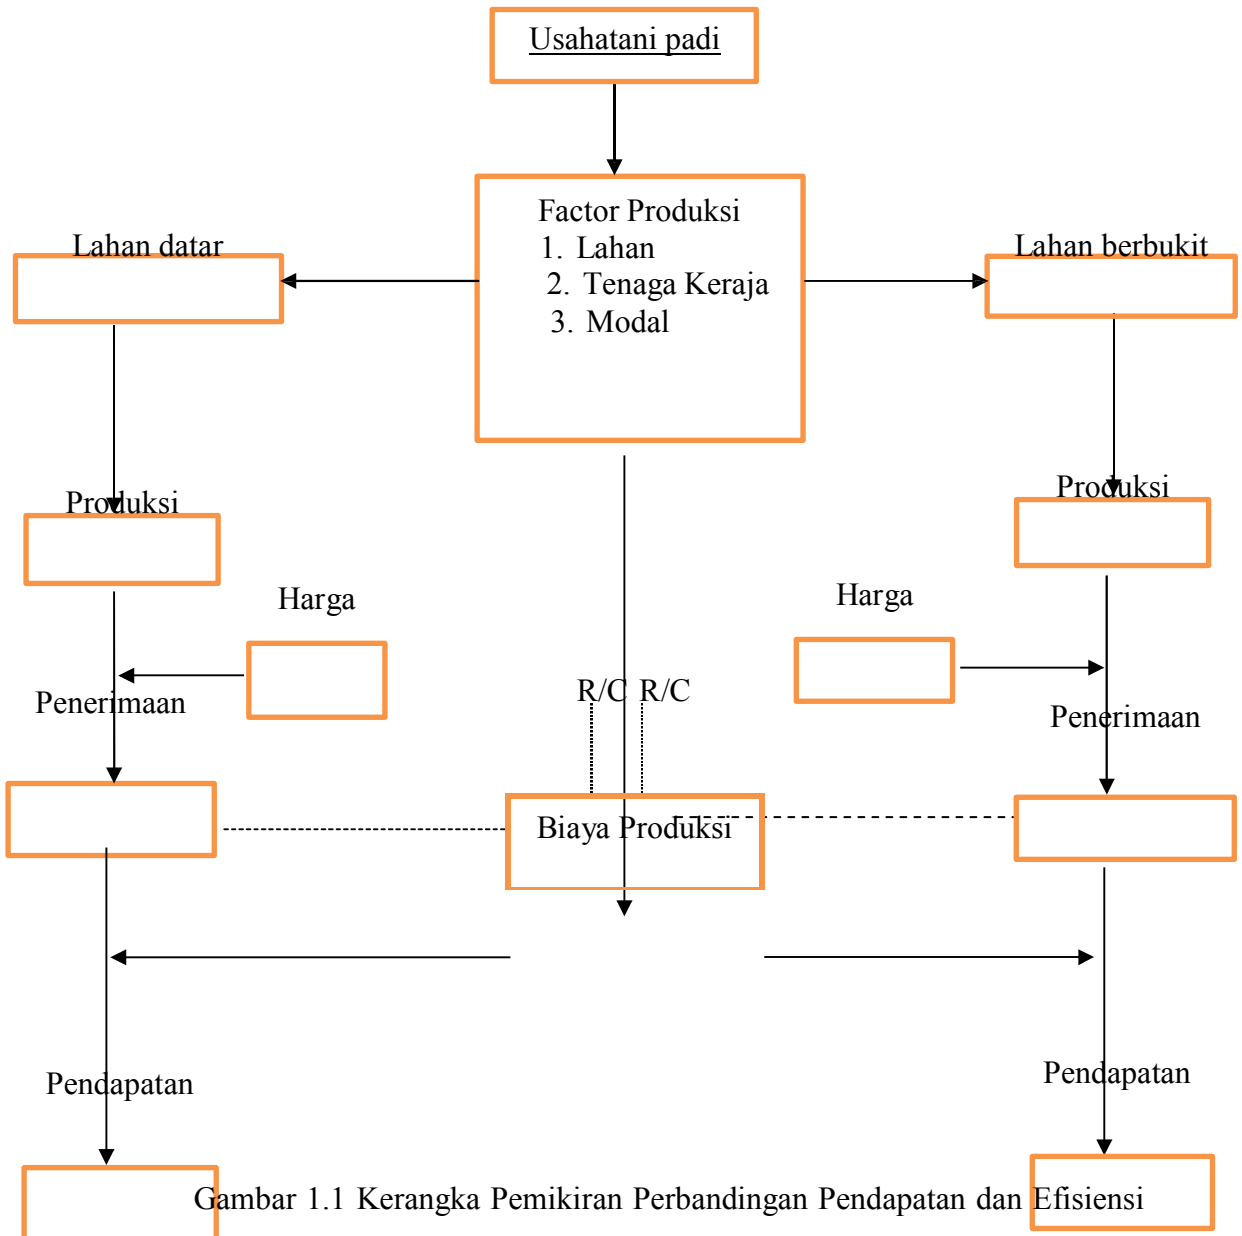 Usahatani padi
Factor Produksi
1. Lahan
2. Tenaga Keraja
3. Modal
Lahan datar
Lahan berbukit
Produksi
Produksi
Harga
Harga
Penerimaan
R/C R/C
Penerimaan
Biaya Produksi
Pendapatan
Pendapatan
Gambar 1.1 Kerangka Pemikiran Perbandingan Pendapatan dan Efisiensi